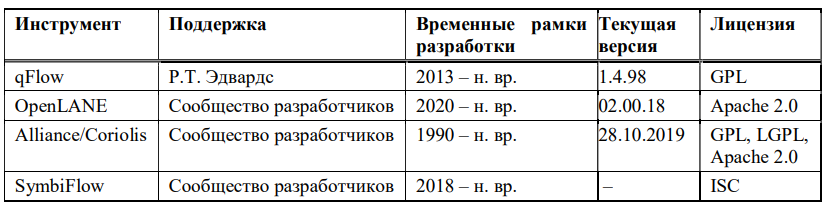 Инструмент Поддержка Временные рамки разработки Текущая версия Лицензия
qFlow Р.Т. Эдвардс 2013 – н. вр. 1.4.98 GPL
OpenLANE Сообщество разработчиков 2020 – н. вр. 02.00.18 Apache 2.0
Alliance/Coriolis Сообщество разработчиков 1990 – н. вр. 28.10.2019 GPL, LGPL, Apache 2.0
SymbiFlow Сообщество разработчиков 2018 – н. вр. – ISC